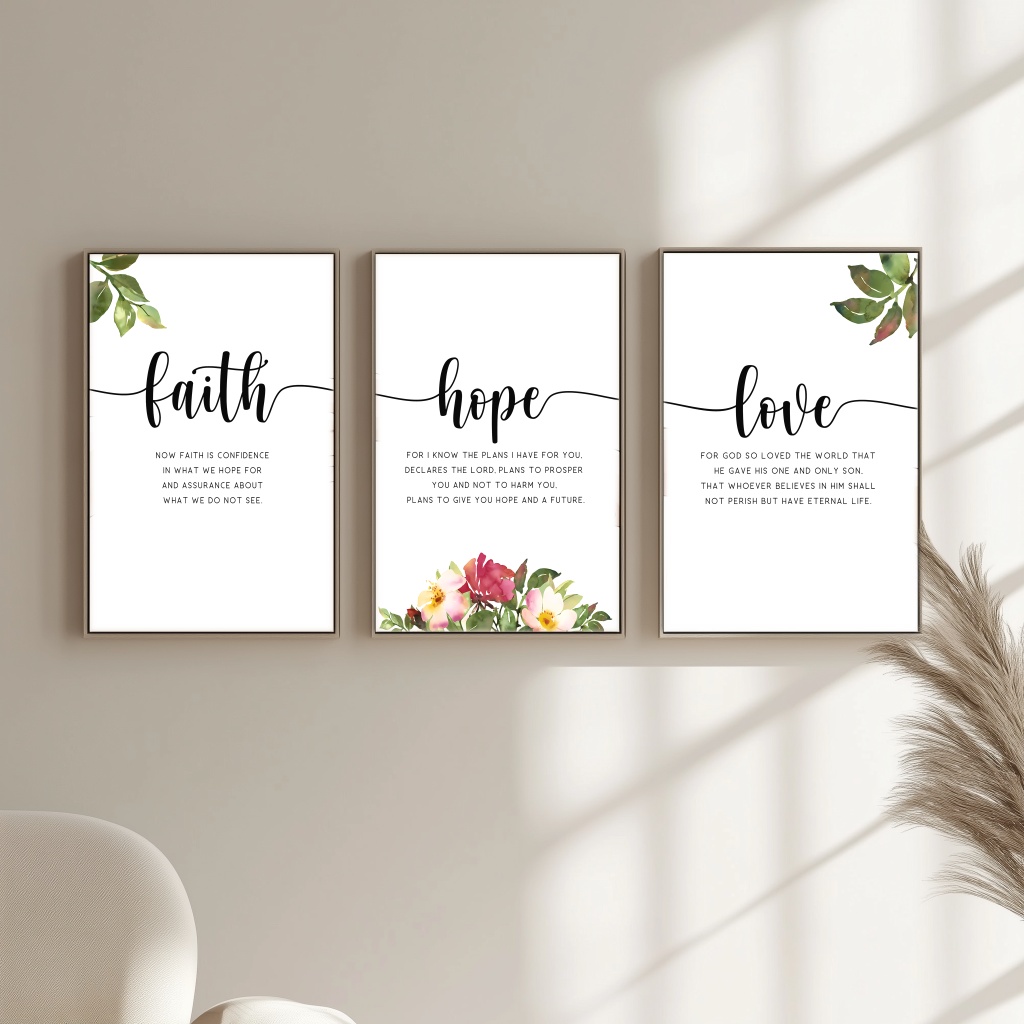 faith
NOW FAITH IS CONFIDENCE
IN WHAT WE HOPE FOR
AND ASSURANCE ABOUT
WHAT WE DO NOT SEE.
hope
FOR I KNOW THE PLANS I HAVE FOR YOU,
DECLARES THE LORD, PLANS TO PROSPER
YOU AND NOT TO HARM YOU,
PLANS TO GIVE YOU HOPE AND A FUTURE.
love
FOR GOD SO LOVED THE WORLD THAT
HE GAVE HIS ONE AND ONLY SON,
THAT WHOEVER BELIEVES IN HIM SHALL
NOT PERISH BUT HAVE ETERNAL LIFE.